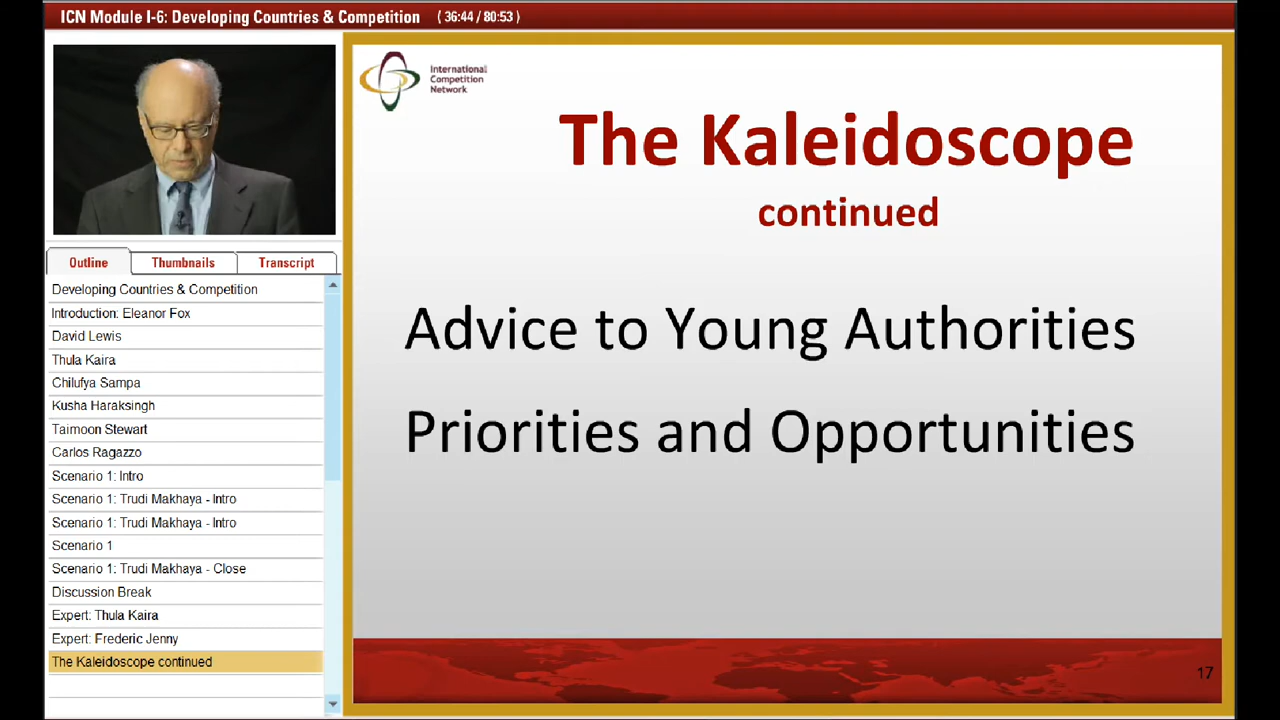 ICN Module I-6: Developing Countries & Competition ( 36:44 / 80:53 )
Outline
Thumbnails
Transcript
Developing Countries & Competition
Introduction: Eleanor Fox
David Lewis
Thula Kaira
Chilufya Sampa
Kusha Haraksingh
Taimoon Stewart
Carlos Ragazzo
Scenario 1: Intro
Scenario 1: Trudi Makhaya - Intro
Scenario 1: Trudi Makhaya - Intro
Scenario 1
Scenario 1: Trudi Makhaya - Close
Discussion Break
Expert: Thula Kaira
Expert: Frederic Jenny
The Kaleidoscope continued
International
Competition
Network
The Kaleidoscope
continued
Advice to Young Authorities
Priorities and Opportunities
17